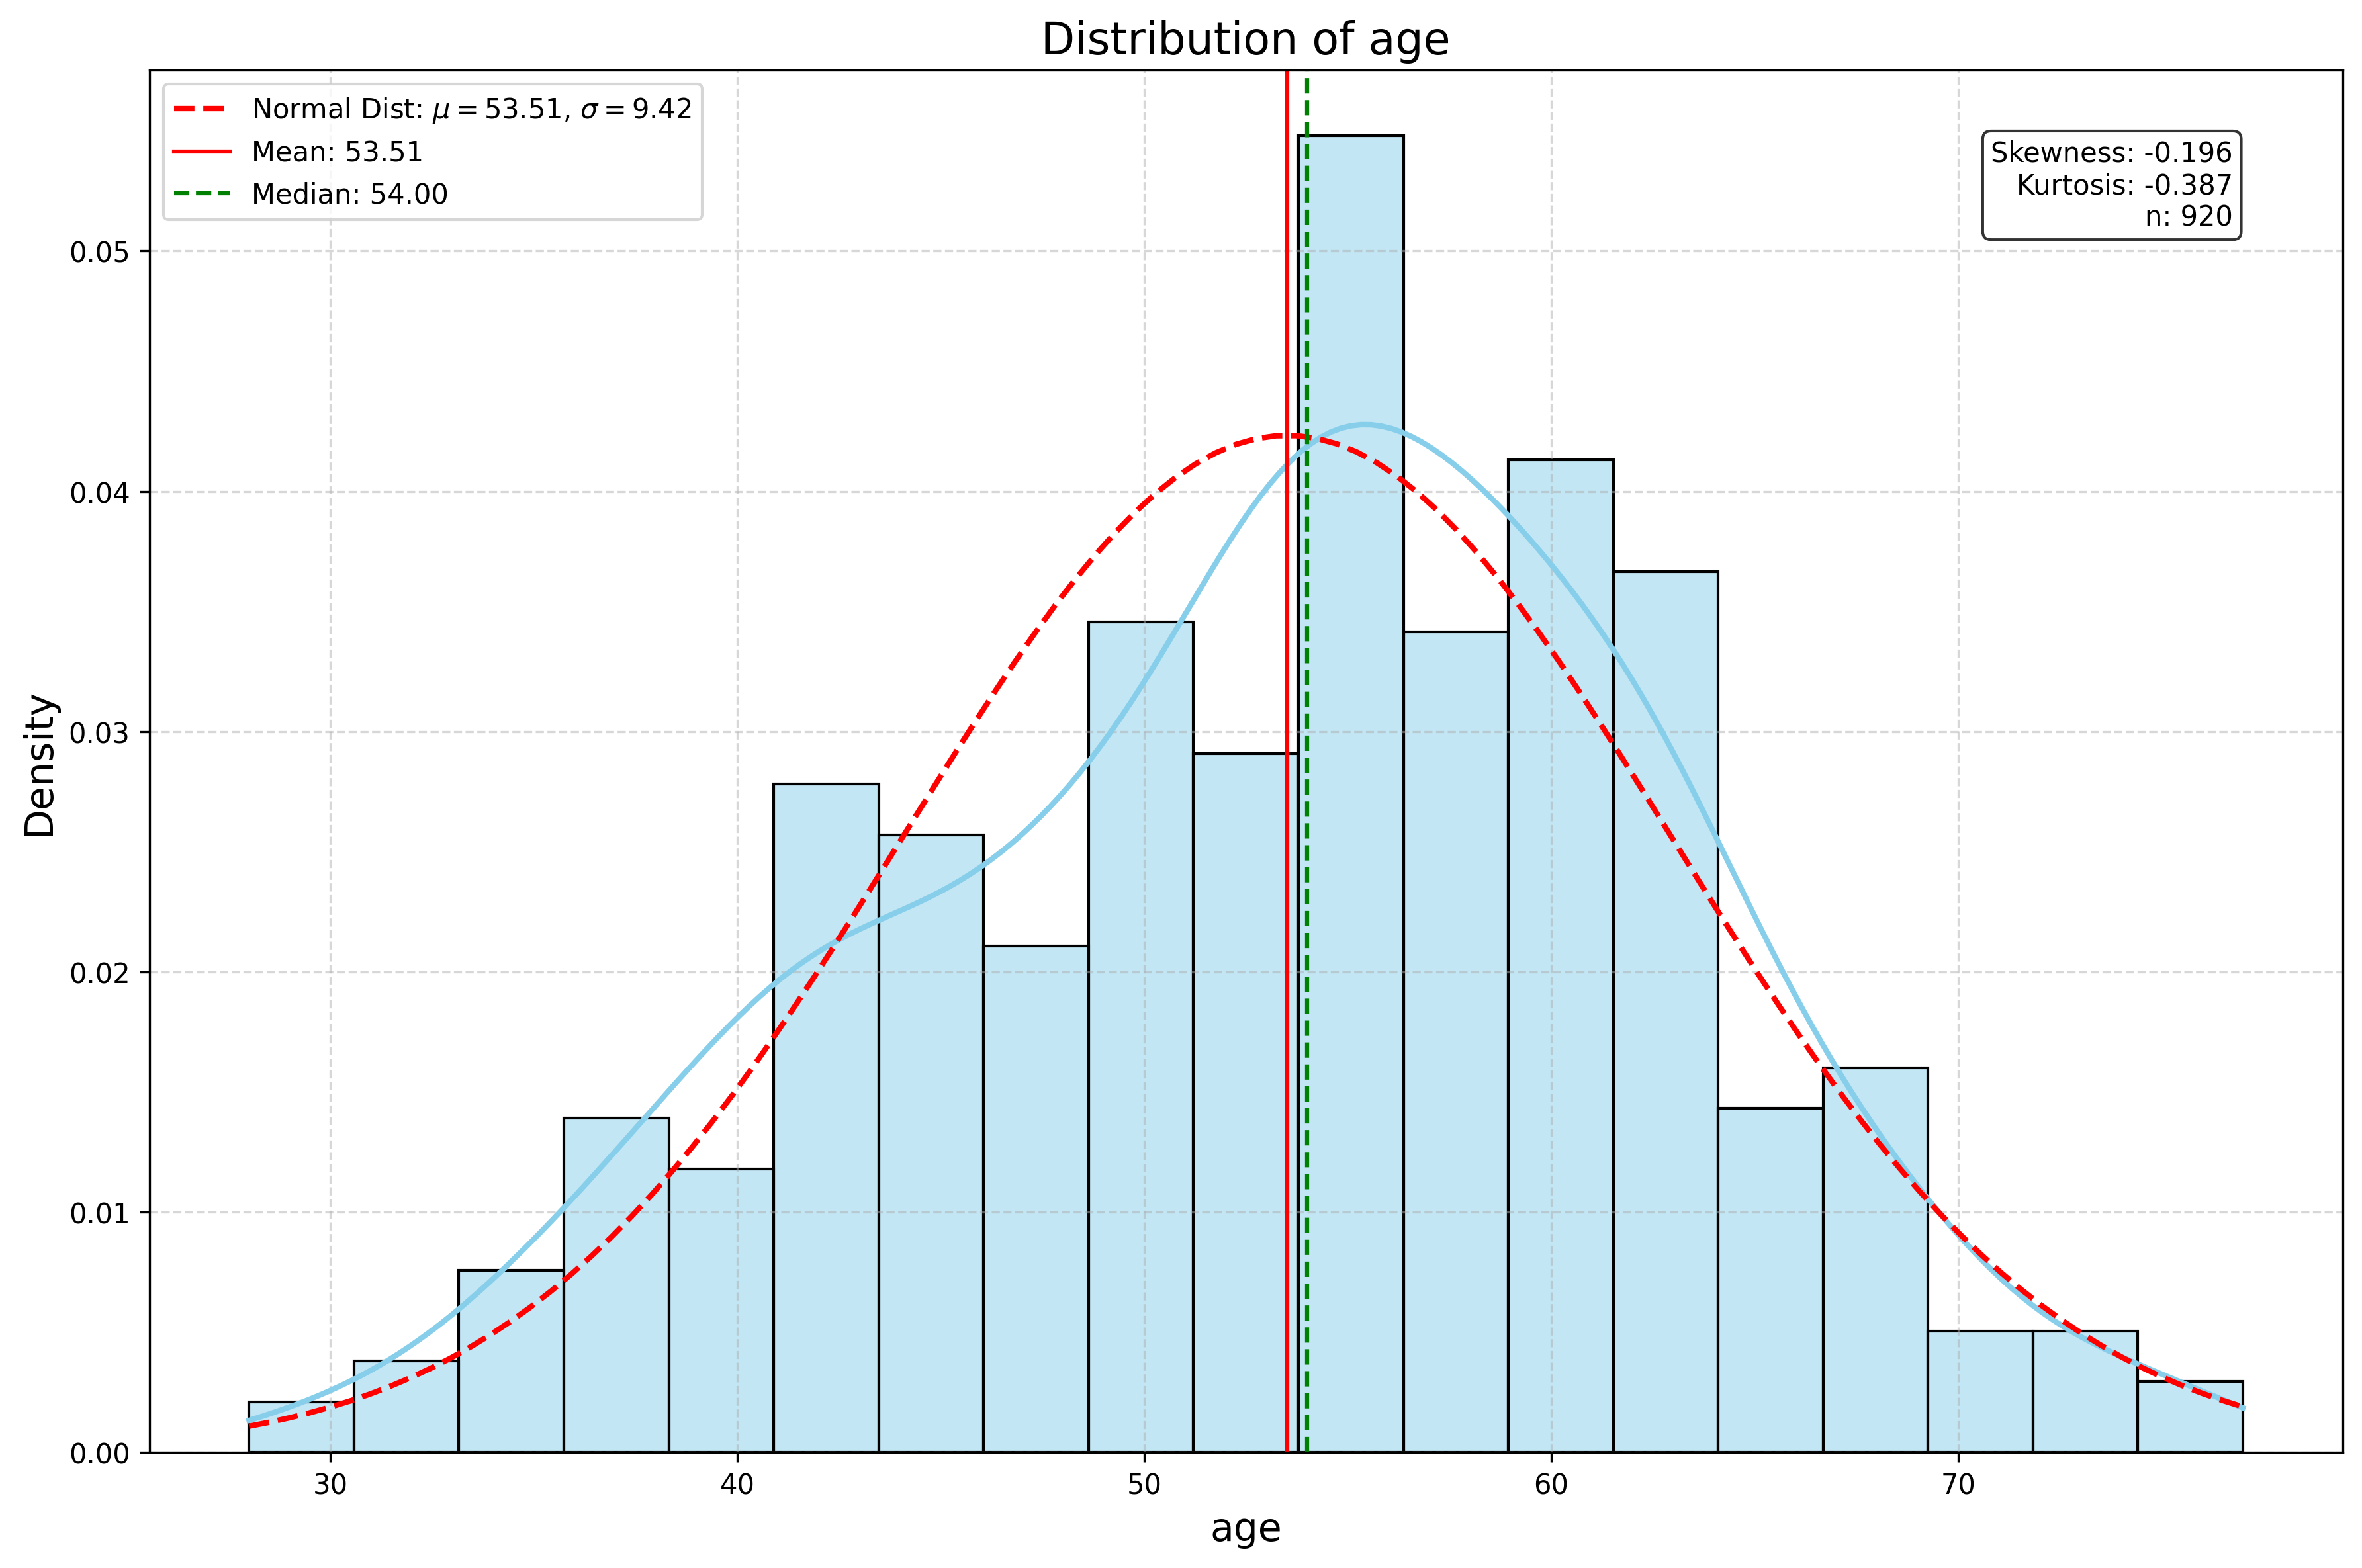 Distribution of age
Normal Dist: μ = 53.51, σ = 9.42
Mean: 53.51
Median: 54.00
Skewness: -0.196
Kurtosis: -0.387
n: 920
Density
0.05
0.04
0.03
0.02
0.01
0.00
30 40 50 60 70
age